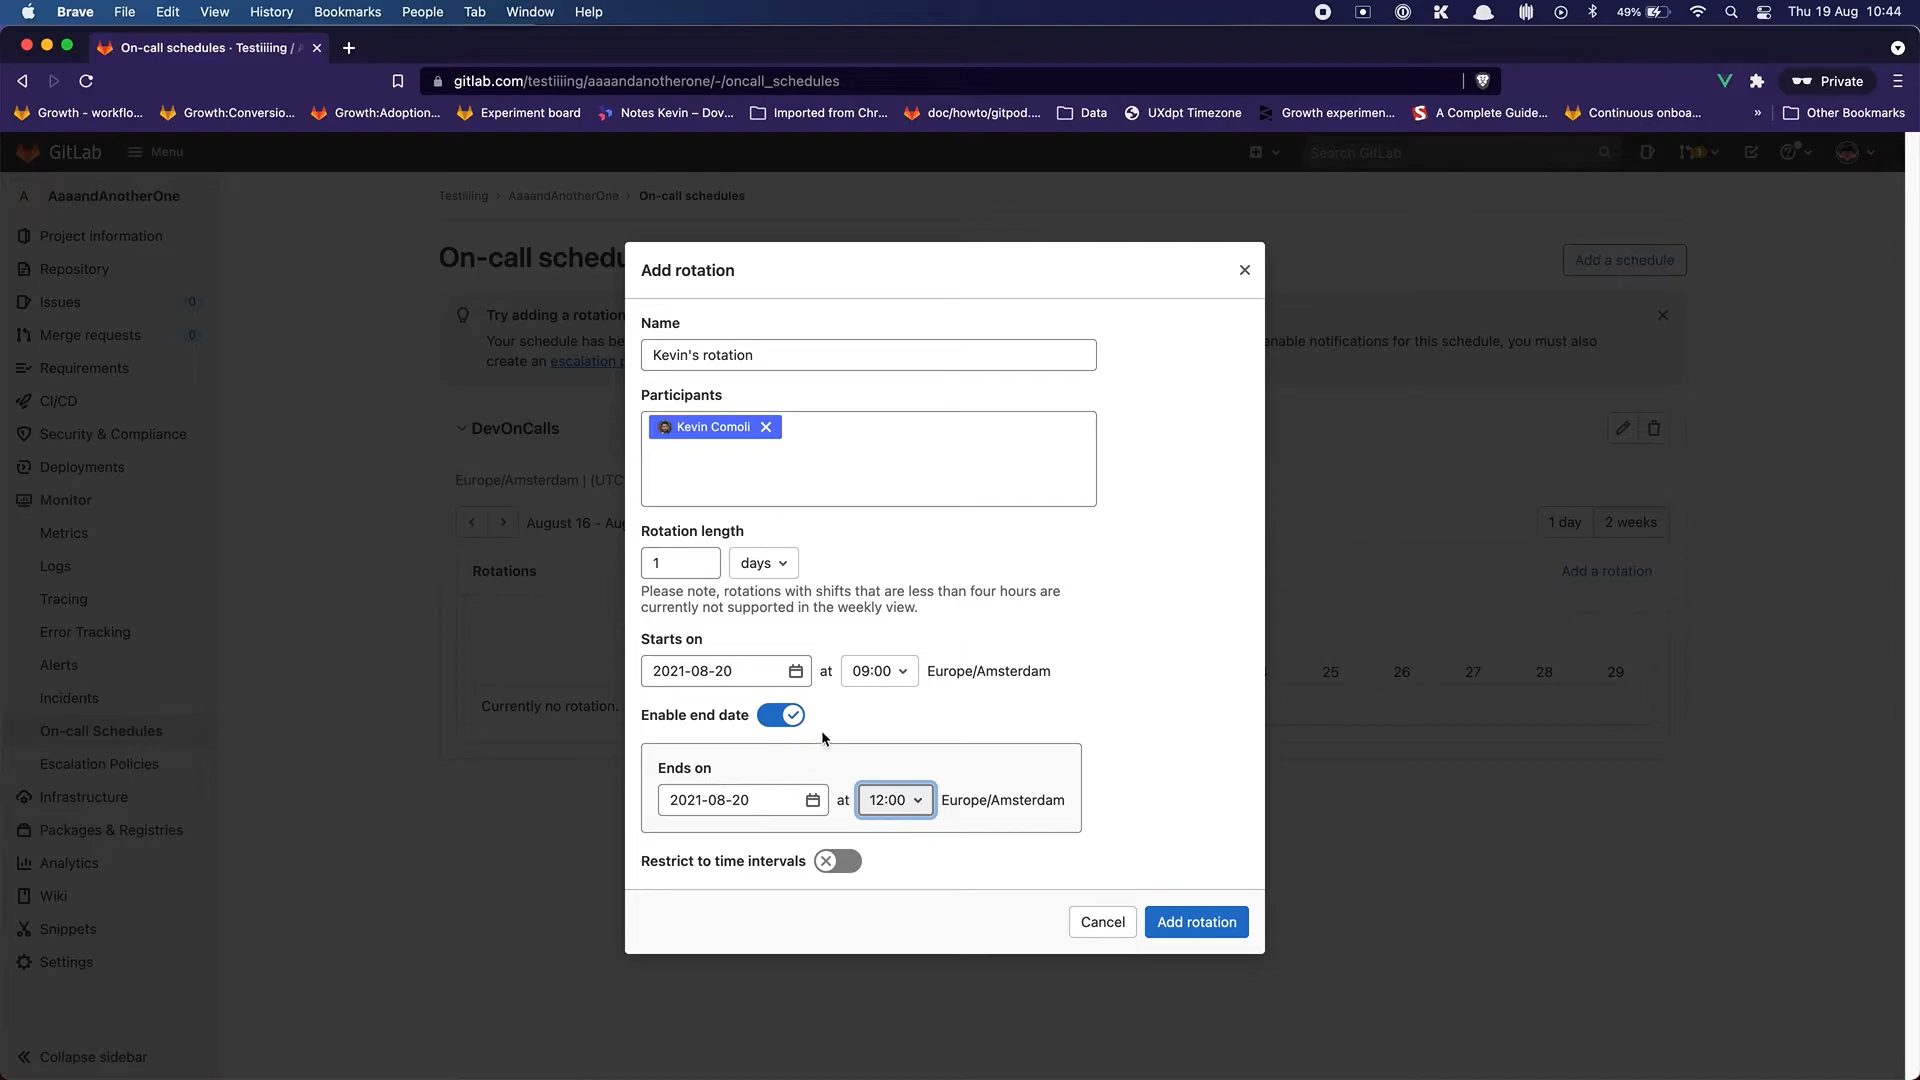 Brave File Edit View History Bookmarks People Tab Window Help 49% Thu 19 Aug 10:44
On-call schedules · Testiiiing /
gitlab.com/testiiiing/aaaandanotherone/-/oncall_schedules Private
Growth - workflo... Growth:Conversio... Growth:Adoption... Experiment board Notes Kevin – Dov... Imported from Chr... doc/howto/gitpod.... Data UXdpt Timezone Growth experimen... A Complete Guide... Continuous onboa... » Other Bookmarks
GitLab Menu Search GitLab 1
A AaaandAnotherOne
Testiiiing > AaaandAnotherOne > On-call schedules
Project information
Repository
Issues 0
Merge requests 0
Requirements
CI/CD
Security & Compliance
Deployments
Monitor
Metrics
Logs
Tracing
Error Tracking
Alerts
Incidents
On-call Schedules
Escalation Policies
Infrastructure
Packages & Registries
Analytics
Wiki
Snippets
Settings
Collapse sidebar
On-call schedu
Add a schedule
Try adding a rotation
Your schedule has be
enable notifications for this schedule, you must also
create an escalation p
DevOnCalls
Europe/Amsterdam | (UTC
August 16 - Aug
1 day 2 weeks
Rotations
Add a rotation
25 26 27 28 29
Currently no rotation.
Add rotation
Name
Kevin's rotation
Participants
Kevin Comoli
Rotation length
1 days
Please note, rotations with shifts that are less than four hours are
currently not supported in the weekly view.
Starts on
2021-08-20 at 09:00 Europe/Amsterdam
Enable end date
Ends on
2021-08-20 at 12:00 Europe/Amsterdam
Restrict to time intervals
Cancel Add rotation